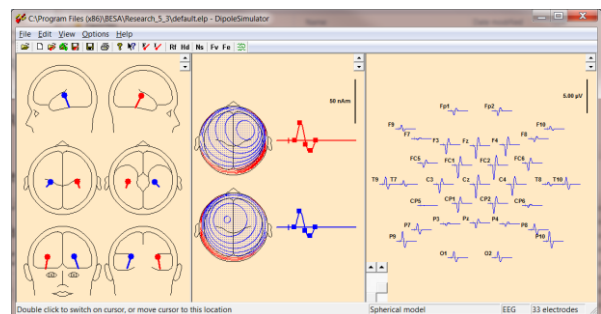 C:\Program Files (x86)\BESA\Research_5_3\default.elp - DipoleSimulator
File Edit View Options Help
Rf Hd Ns Fv Fe
50 nAm
5.00 µV
Fp1 Fp2
F9 F10
F7 F8
F3 Fz F4
FC5 FC1 FC2 FC6
T9 T7 C3 Cz C4 T8 T10
CP5 CP1 CP2 CP6
P7 P3 Pz P4 P8
P9 P10
O1 O2
Double click to switch on cursor, or move cursor to this location
Spherical model
EEG
33 electrodes